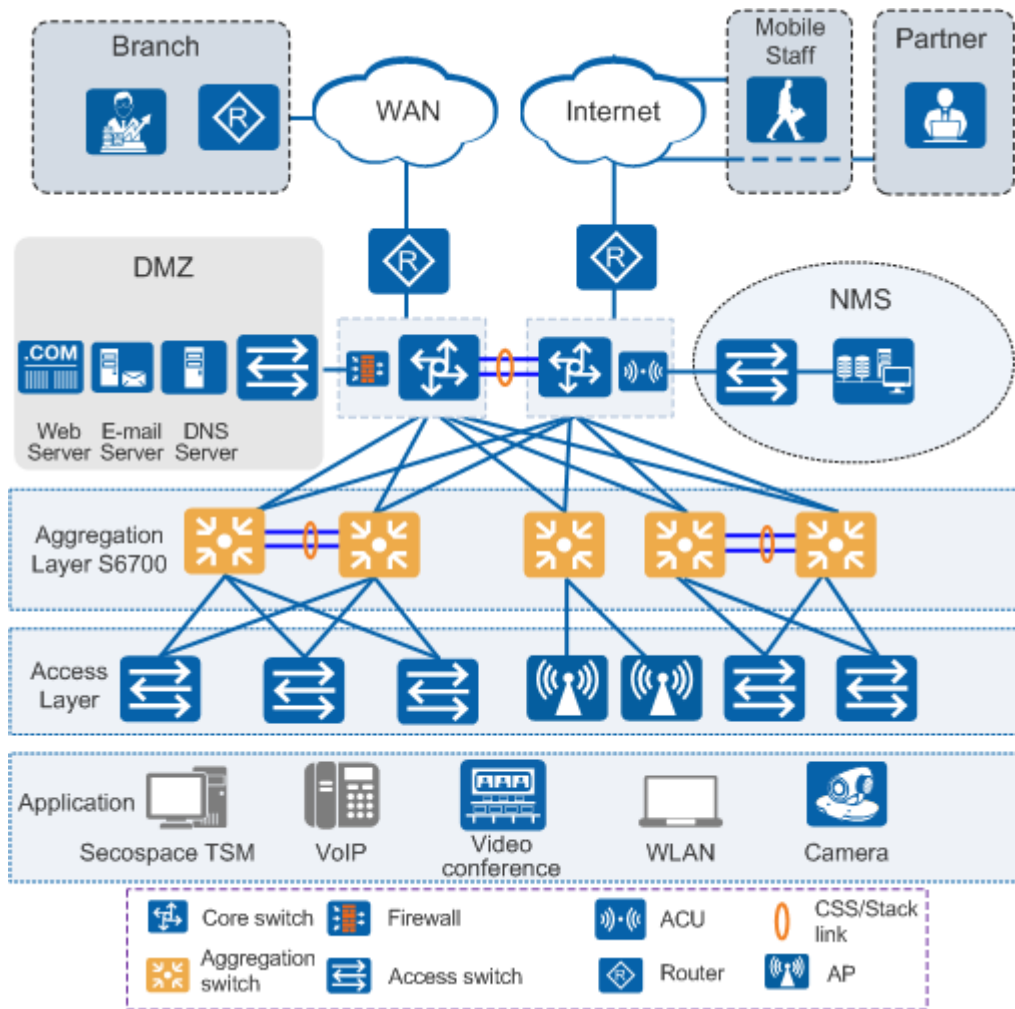 Branch
WAN
Internet
Mobile
Staff
Partner
R
R
R
DMZ
NMS
.COM
Web
Server
E-mail
Server
DNS
Server
Aggregation
Layer S6700
Access
Layer
Application
Secospace TSM
VoIP
Video
conference
WLAN
Camera
Core switch
Firewall
ACU
CSS/Stack
link
Aggregation
switch
Access switch
R
Router
AP